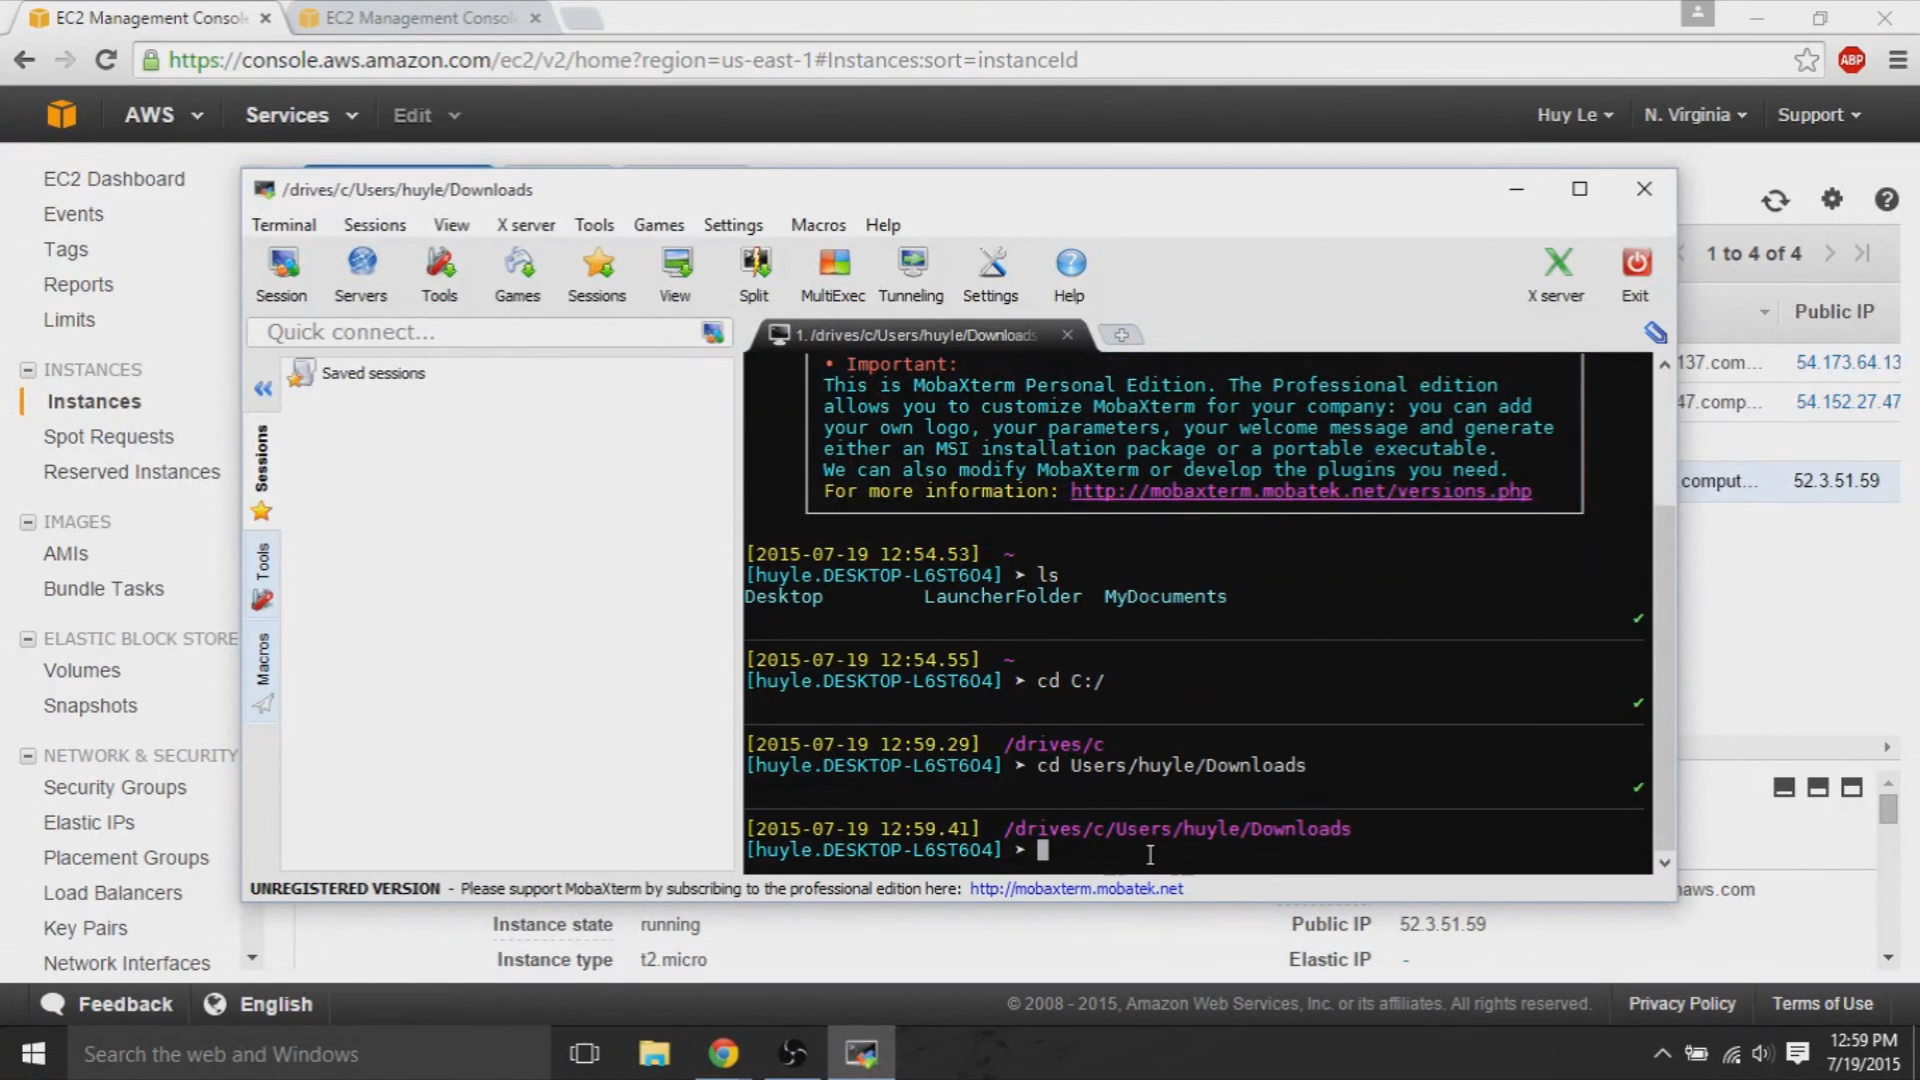 EC2 Management Consol
EC2 Management Consol
https://console.aws.amazon.com/ec2/v2/home?region=us-east-1#Instances:sort=instanceId
ABP
AWS
Services
Edit
Huy Le
N. Virginia
Support
EC2 Dashboard
Events
Tags
Reports
Limits
INSTANCES
Instances
Spot Requests
Reserved Instances
IMAGES
AMIs
Bundle Tasks
ELASTIC BLOCK STORE
Volumes
Snapshots
NETWORK & SECURITY
Security Groups
Elastic IPs
Placement Groups
Load Balancers
Key Pairs
Network Interfaces
/drives/c/Users/huyle/Downloads
Terminal Sessions View X server Tools Games Settings Macros Help
Session Servers Tools Games Sessions View Split MultiExec Tunneling Settings Help
X server Exit
Quick connect...
Saved sessions
Sessions
Tools
Macros
1. /drives/c/Users/huyle/Downloads
• Important:
This is MobaXterm Personal Edition. The Professional edition
allows you to customize MobaXterm for your company: you can add
your own logo, your parameters, your welcome message and generate
either an MSI installation package or a portable executable.
We can also modify MobaXterm or develop the plugins you need.
For more information: http://mobaxterm.mobatek.net/versions.php
[2015-07-19 12:54.53] ~
[huyle.DESKTOP-L6ST6O4] ➤ ls
Desktop LauncherFolder MyDocuments
[2015-07-19 12:54.55] ~
[huyle.DESKTOP-L6ST6O4] ➤ cd C:/
[2015-07-19 12:59.29] /drives/c
[huyle.DESKTOP-L6ST6O4] ➤ cd Users/huyle/Downloads
[2015-07-19 12:59.41] /drives/c/Users/huyle/Downloads
[huyle.DESKTOP-L6ST6O4] ➤
UNREGISTERED VERSION - Please support MobaXterm by subscribing to the professional edition here: http://mobaxterm.mobatek.net
1 to 4 of 4
Public IP
137.com... 54.173.64.13
47.comp... 54.152.27.47
.comput... 52.3.51.59
naws.com
Instance state running
Public IP 52.3.51.59
Instance type t2.micro
Elastic IP -
Feedback
English
© 2008 - 2015, Amazon Web Services, Inc. or its affiliates. All rights reserved.
Privacy Policy
Terms of Use
Search the web and Windows
12:59 PM
7/19/2015